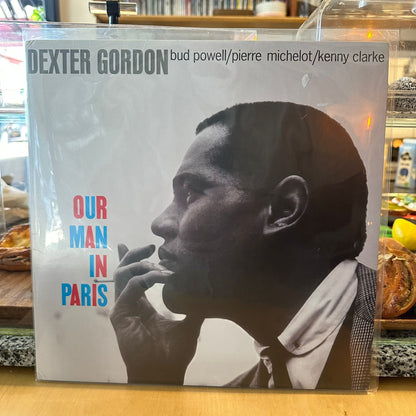 DEXTER GORDON bud powell/pierre michelot/kenny clarke
OUR
MAN
IN
PARIS